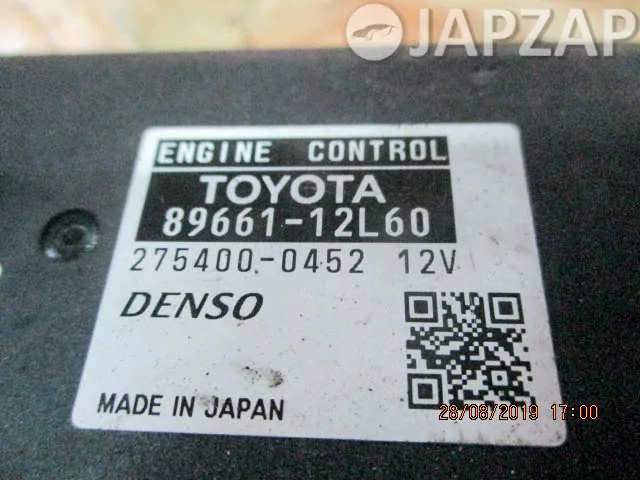 JAPZAP
ENGINE CONTROL
TOYOTA
89661-12L60
275400-0452 12V
DENSO
MADE IN JAPAN
28/08/2019 17:00